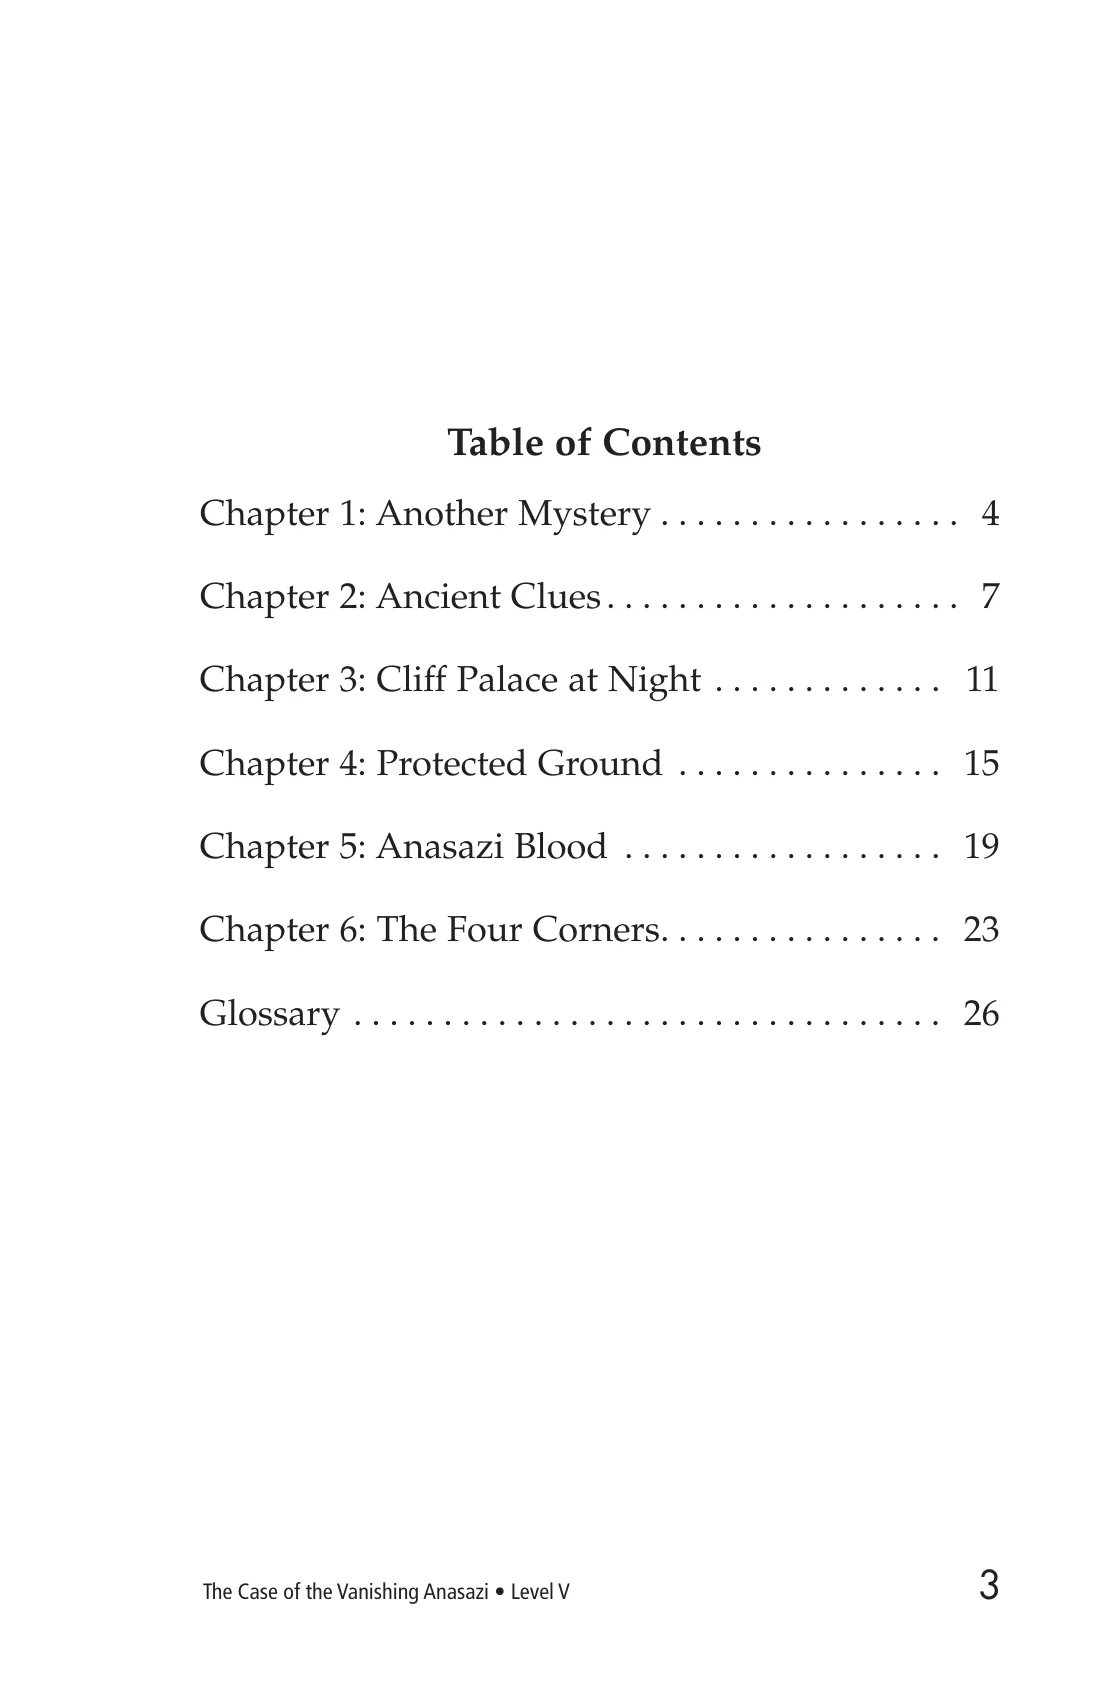 Table of Contents
Chapter 1: Another Mystery . . . . . . . . . . . . . . . . . 4
Chapter 2: Ancient Clues . . . . . . . . . . . . . . . . . . . . 7
Chapter 3: Cliff Palace at Night . . . . . . . . . . . . . 11
Chapter 4: Protected Ground . . . . . . . . . . . . . . . 15
Chapter 5: Anasazi Blood . . . . . . . . . . . . . . . . . . 19
Chapter 6: The Four Corners. . . . . . . . . . . . . . . . 23
Glossary . . . . . . . . . . . . . . . . . . . . . . . . . . . . . . . . . 26
The Case of the Vanishing Anasazi • Level V 3